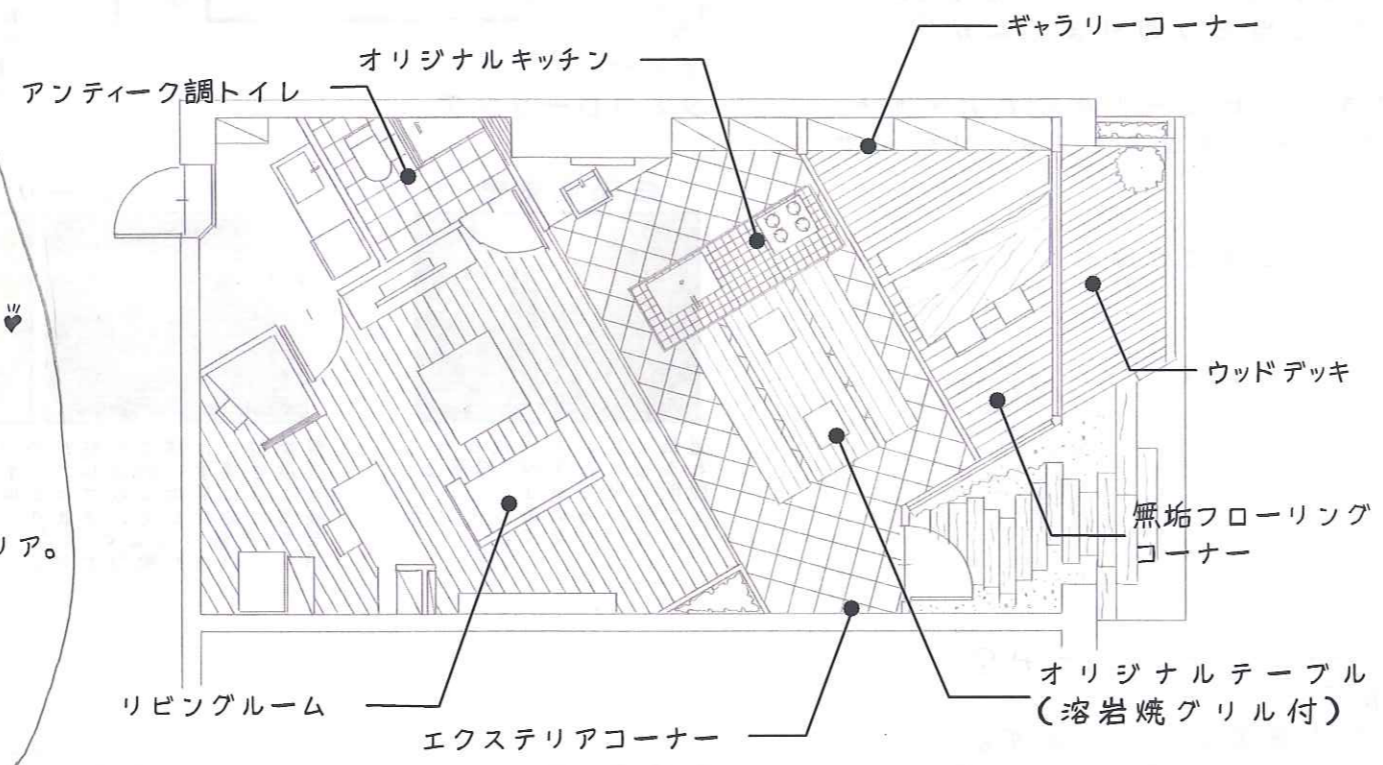 ギャラリーコーナー
オリジナルキッチン
アンティーク調トイレ
ウッドデッキ
リア。
無垢フローリング
コーナー
オリジナルテーブル
(溶岩焼グリル付)
リビングルーム
エクステリアコーナー